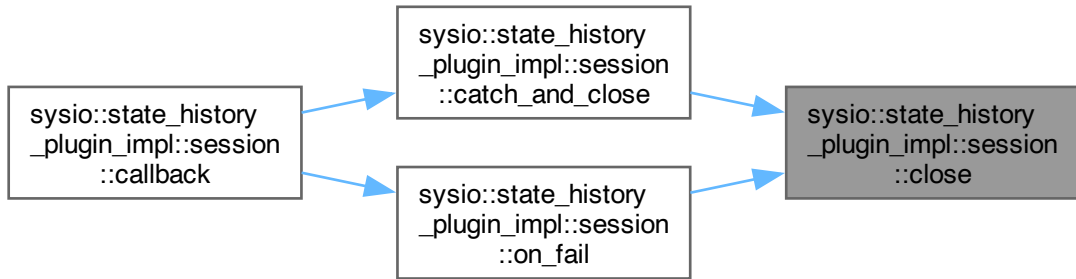 sysio::state_history
_plugin_impl::session
::callback
sysio::state_history
_plugin_impl::session
::catch_and_close
sysio::state_history
_plugin_impl::session
::on_fail
sysio::state_history
_plugin_impl::session
::close